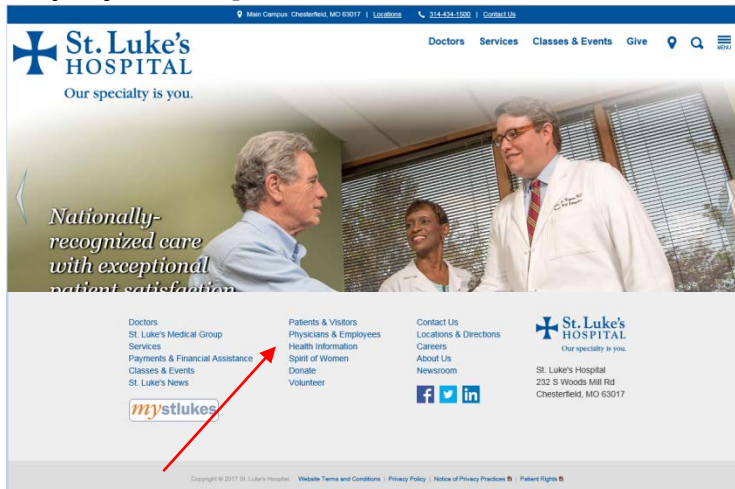 Main Campus: Chesterfield, MO 63017 | Locations 314-434-1500 | Contact Us
St. Luke's
HOSPITAL
Our specialty is you.
Doctors Services Classes & Events Give
MENU
Nationally-
recognized care
with exceptional
patient satisfaction
Doctors
St. Luke's Medical Group
Services
Payments & Financial Assistance
Classes & Events
St. Luke's News
mystlukes
Patients & Visitors
Physicians & Employees
Health Information
Spirit of Women
Donate
Volunteer
Contact Us
Locations & Directions
Careers
About Us
Newsroom
f in
St. Luke's
HOSPITAL
Our specialty is you.
St. Luke's Hospital
232 S Woods Mill Rd
Chesterfield, MO 63017
Copyright © 2017 St. Luke's Hospital Website Terms and Conditions | Privacy Policy | Notice of Privacy Practices | Patient Rights